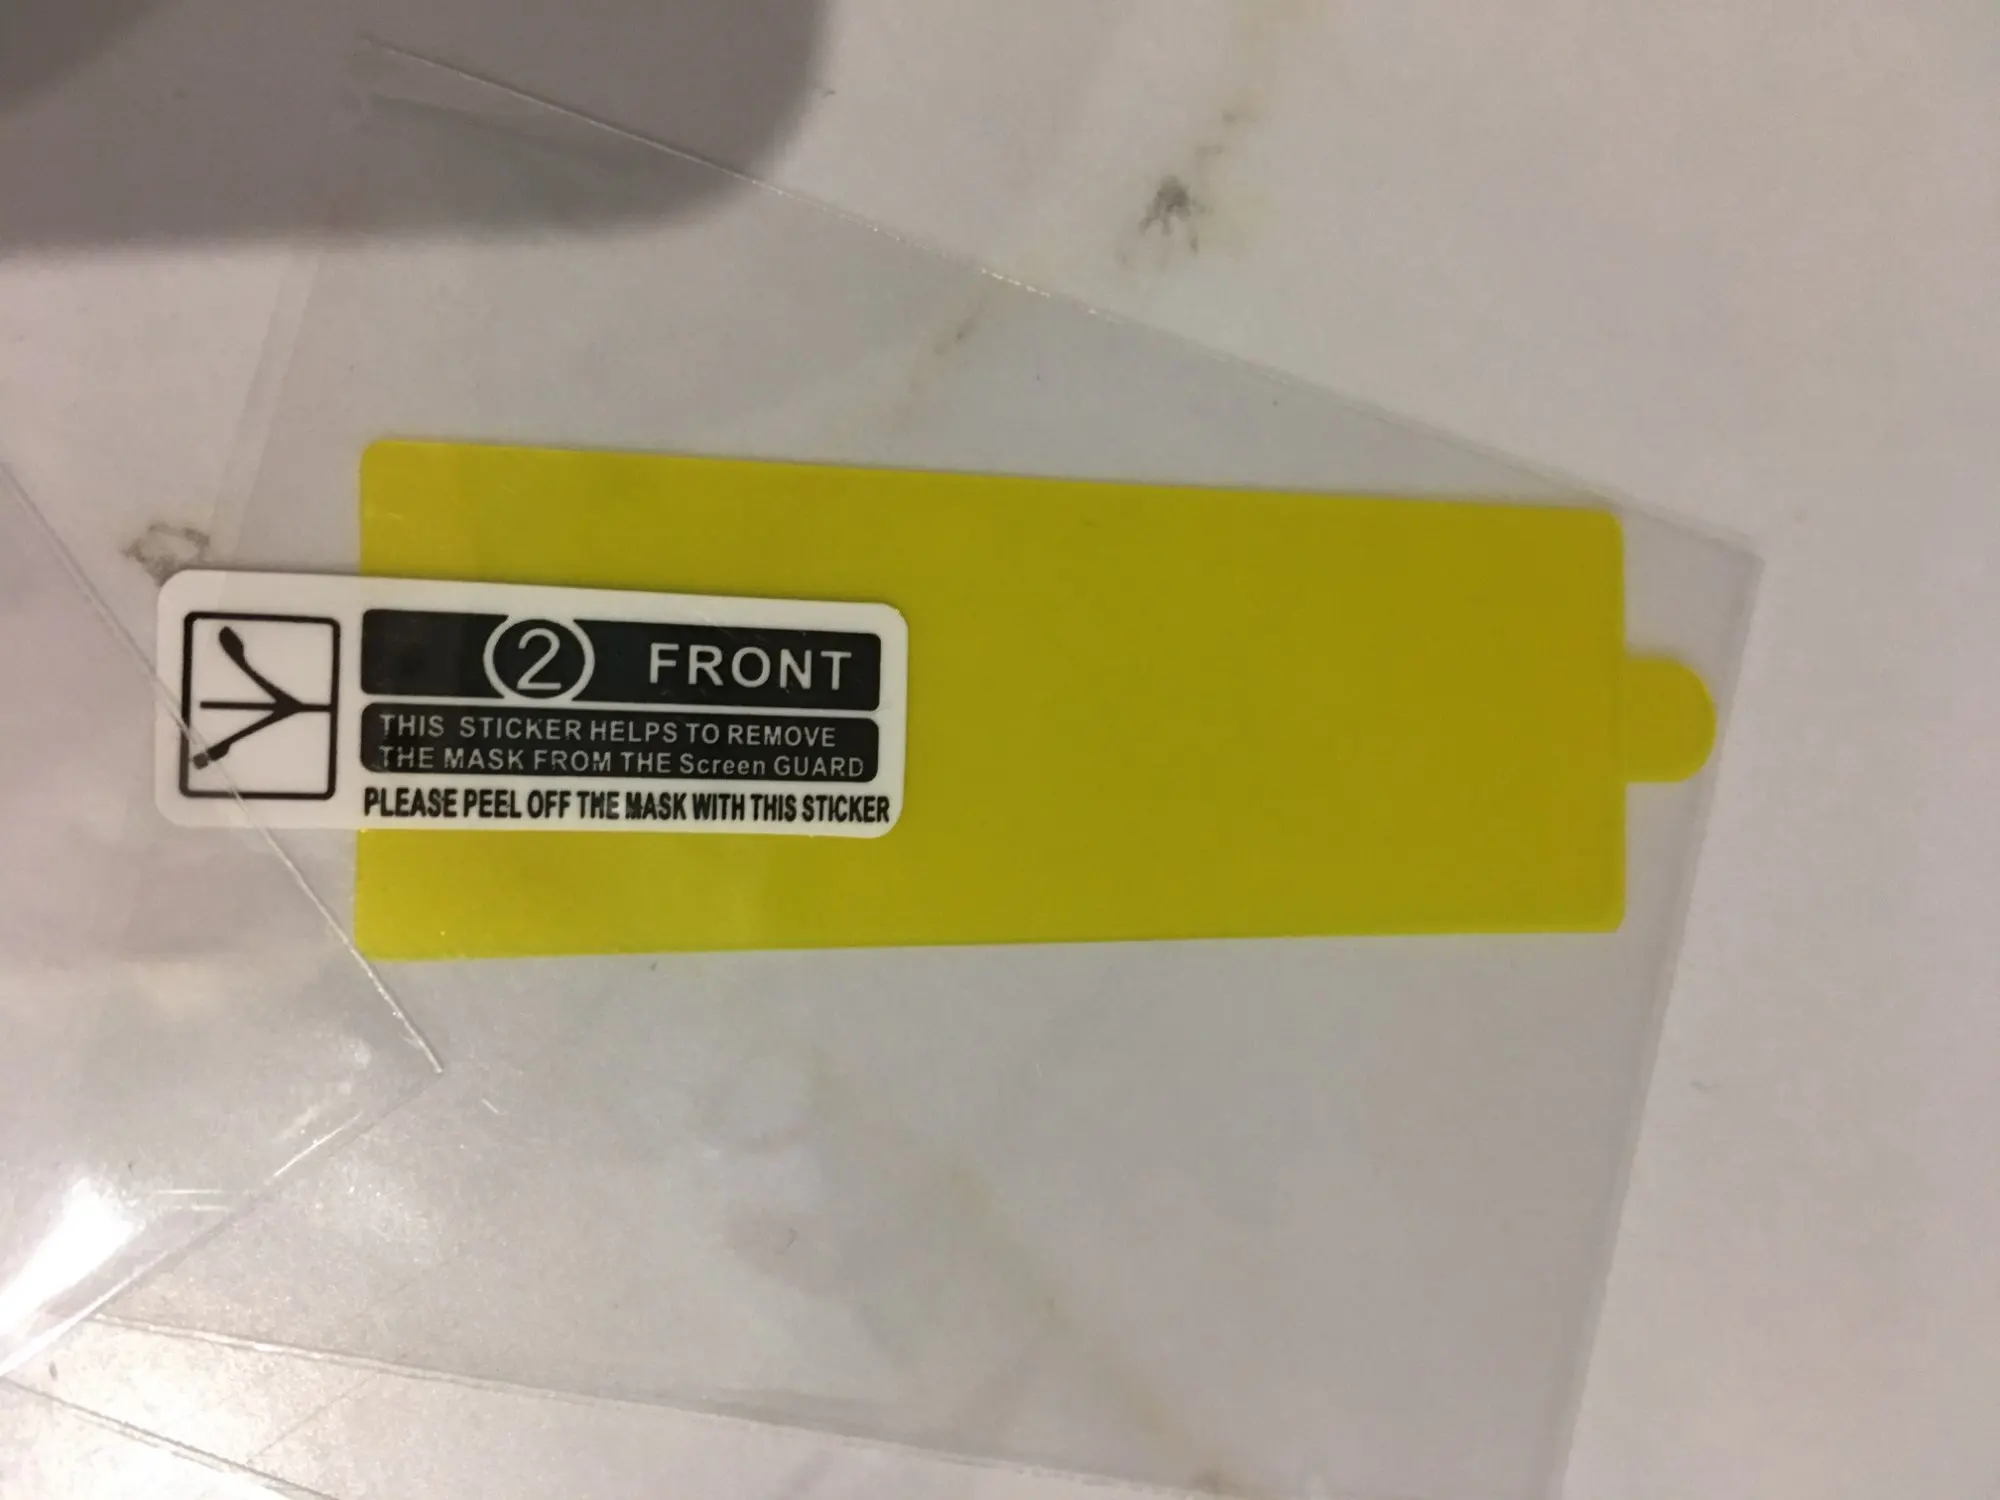 2 FRONT
THIS STICKER HELPS TO REMOVE
THE MASK FROM THE Screen GUARD
PLEASE PEEL OFF THE MASK WITH THIS STICKER